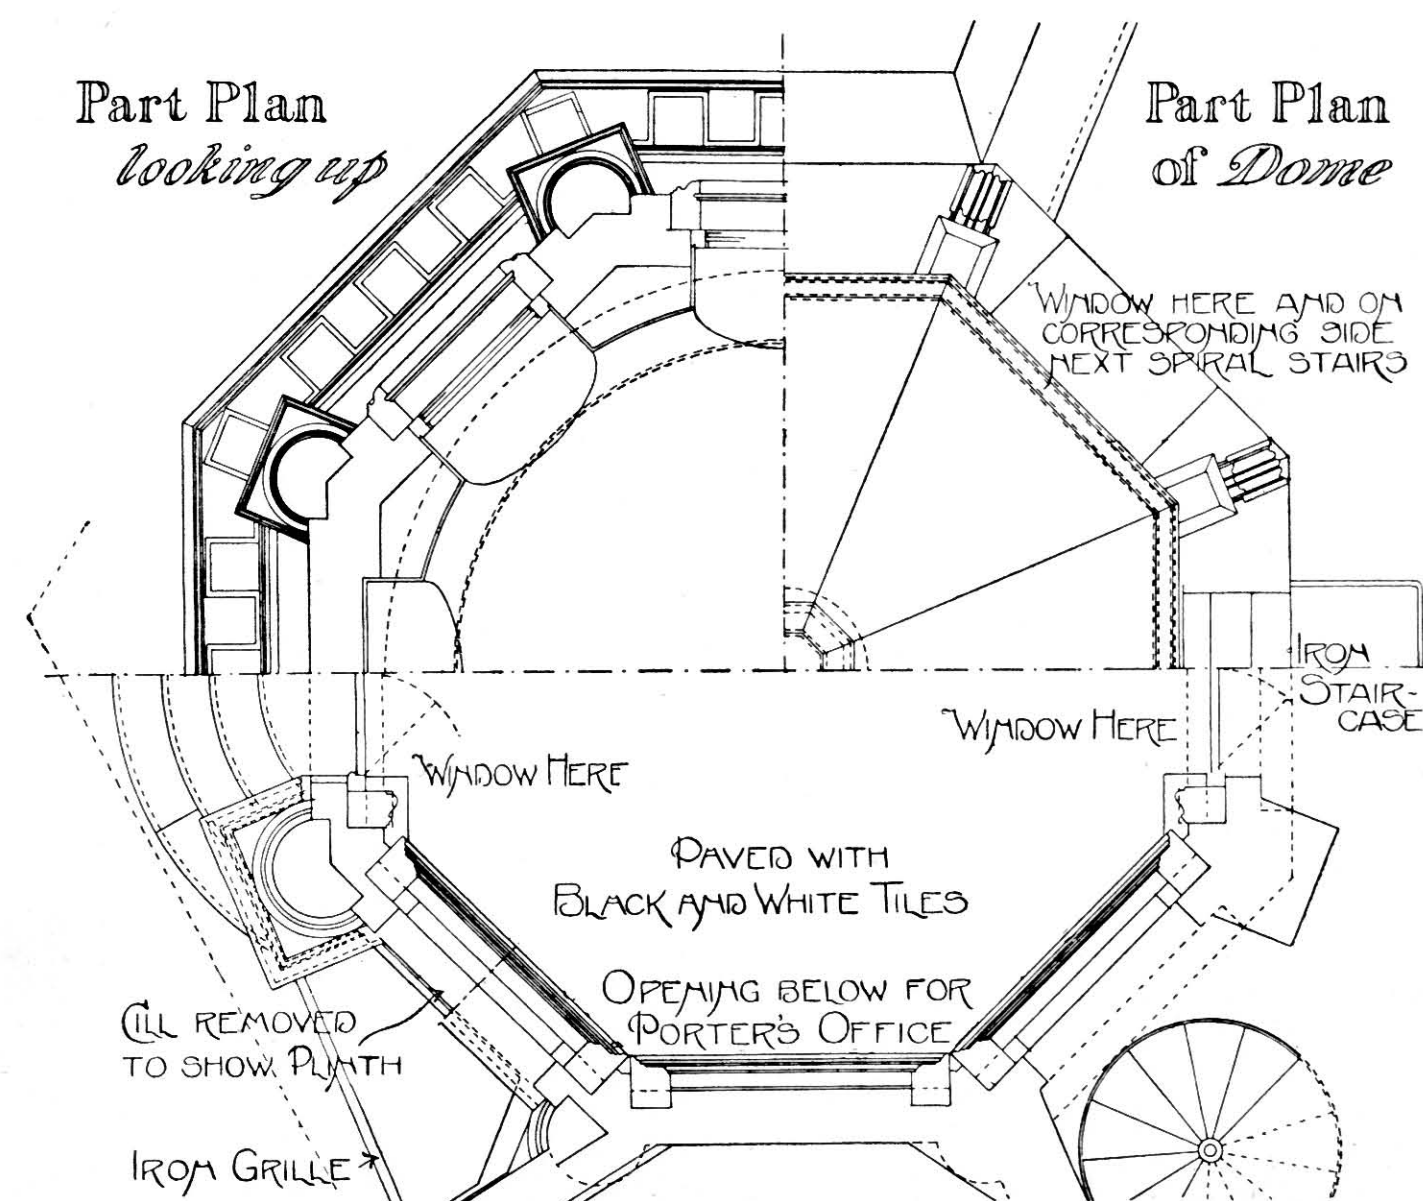 Part Plan
looking up
Part Plan
of Dome
WINDOW HERE AND ON
CORRESPONDING SIDE
NEXT SPIRAL STAIRS
IRON
STAIR-
CASE
WINDOW HERE
WINDOW HERE
PAVED WITH
BLACK AND WHITE TILES
OPENING BELOW FOR
PORTER'S OFFICE
CILL REMOVED
TO SHOW PLINTH
IRON GRILLE